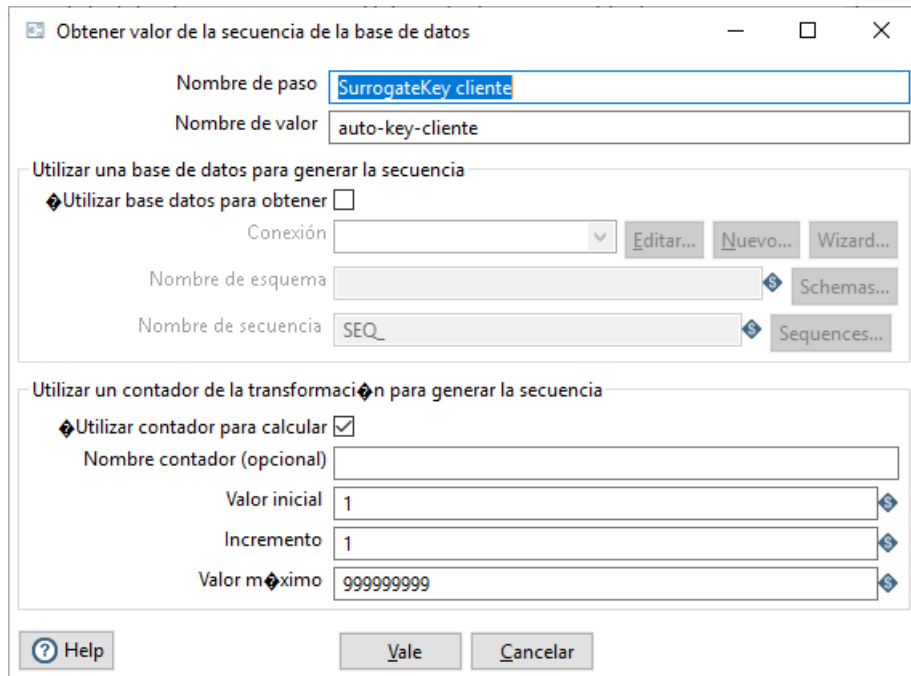 Obtener valor de la secuencia de la base de datos
Nombre de paso SurrogateKey cliente
Nombre de valor auto-key-cliente
Utilizar una base de datos para generar la secuencia
�Utilizar base datos para obtener
Conexión Editar... Nuevo... Wizard...
Nombre de esquema Schemas...
Nombre de secuencia SEQ_ Sequences...
Utilizar un contador de la transformaci�n para generar la secuencia
�Utilizar contador para calcular
Nombre contador (opcional)
Valor inicial 1
Incremento 1
Valor m�ximo 999999999
Help Vale Cancelar